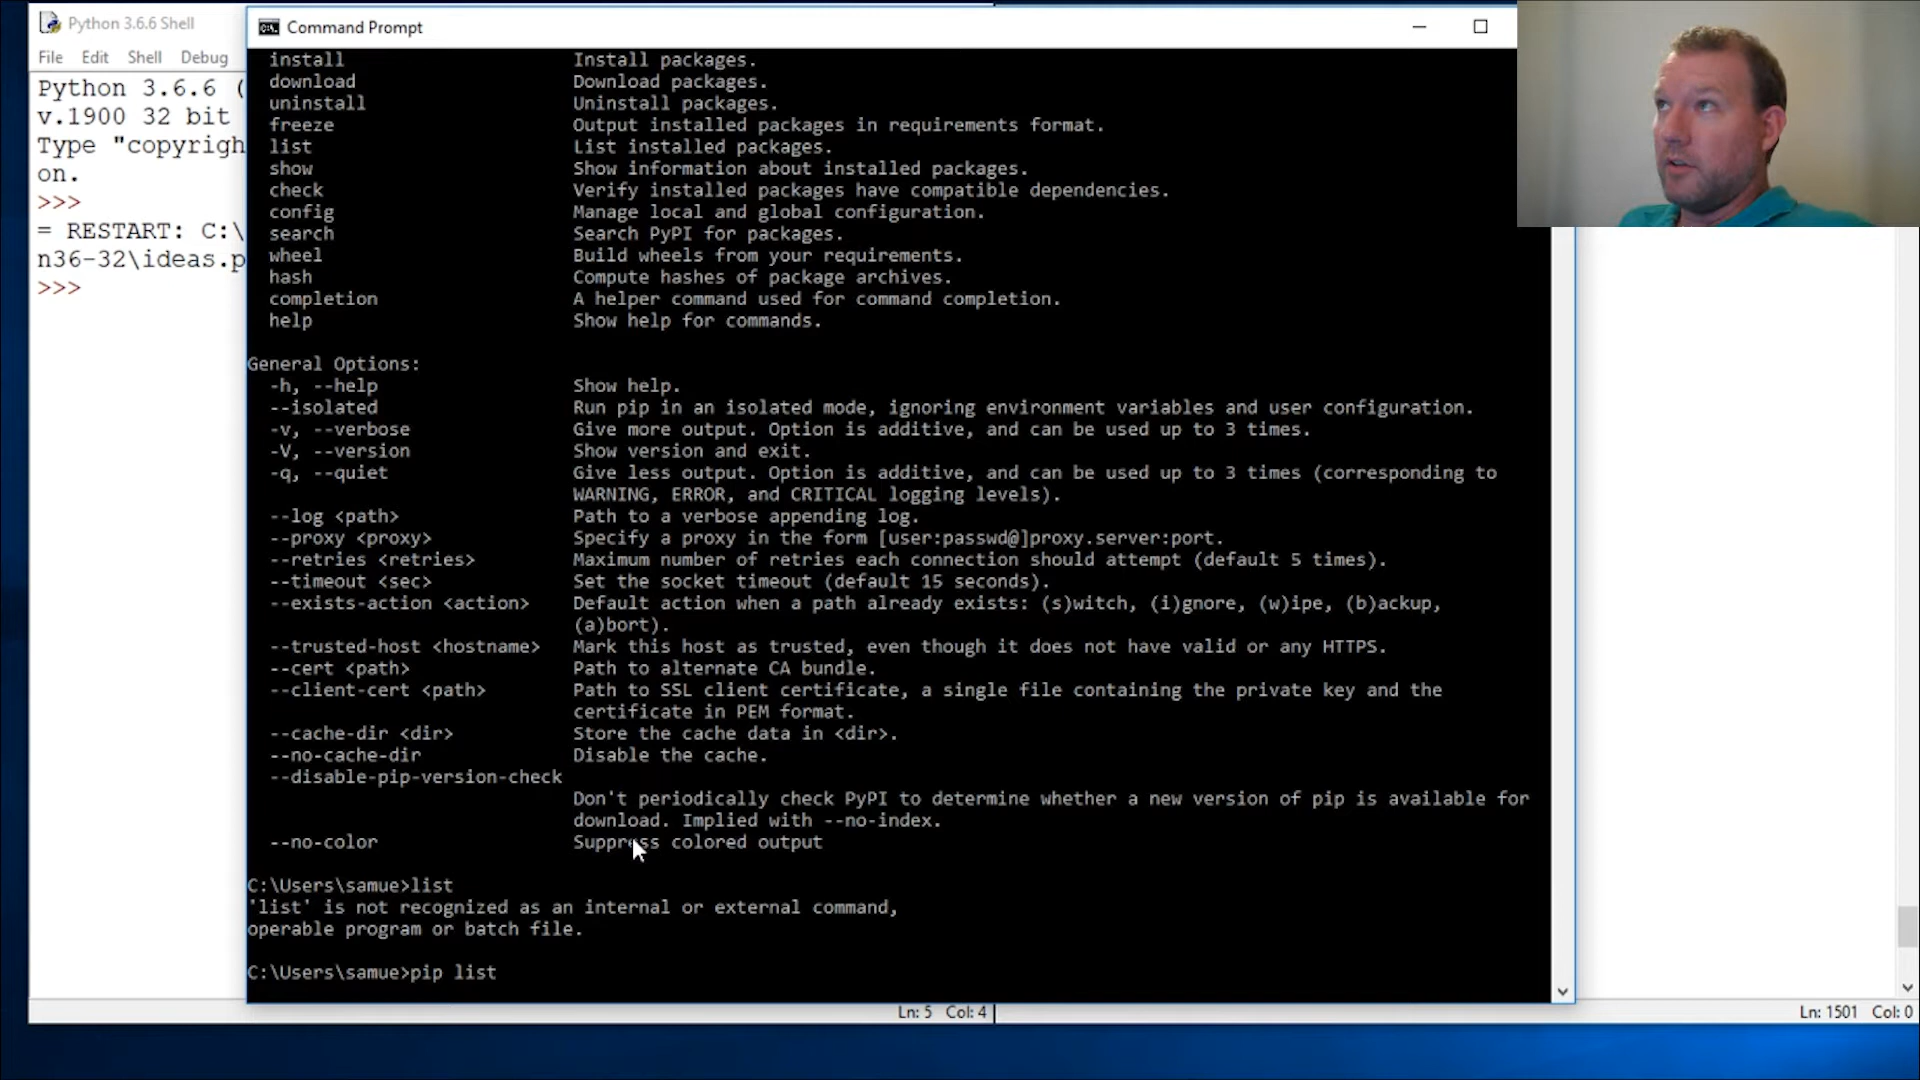 Python 3.6.6 Shell
File Edit Shell Debug
Python 3.6.6 (
v.1900 32 bit
Type "copyrigh
on.
>>>
= RESTART: C:\
n36-32\ideas.p
>>>
Command Prompt
install Install packages.
download Download packages.
uninstall Uninstall packages.
freeze Output installed packages in requirements format.
list List installed packages.
show Show information about installed packages.
check Verify installed packages have compatible dependencies.
config Manage local and global configuration.
search Search PyPI for packages.
wheel Build wheels from your requirements.
hash Compute hashes of package archives.
completion A helper command used for command completion.
help Show help for commands.
General Options:
-h, --help Show help.
--isolated Run pip in an isolated mode, ignoring environment variables and user configuration.
-v, --verbose Give more output. Option is additive, and can be used up to 3 times.
-V, --version Show version and exit.
-q, --quiet Give less output. Option is additive, and can be used up to 3 times (corresponding to
WARNING, ERROR, and CRITICAL logging levels).
--log <path> Path to a verbose appending log.
--proxy <proxy> Specify a proxy in the form [user:passwd@]proxy.server:port.
--retries <retries> Maximum number of retries each connection should attempt (default 5 times).
--timeout <sec> Set the socket timeout (default 15 seconds).
--exists-action <action> Default action when a path already exists: (s)witch, (i)gnore, (w)ipe, (b)ackup,
(a)bort).
--trusted-host <hostname> Mark this host as trusted, even though it does not have valid or any HTTPS.
--cert <path> Path to alternate CA bundle.
--client-cert <path> Path to SSL client certificate, a single file containing the private key and the
certificate in PEM format.
--cache-dir <dir> Store the cache data in <dir>.
--no-cache-dir Disable the cache.
--disable-pip-version-check
Don't periodically check PyPI to determine whether a new version of pip is available for
download. Implied with --no-index.
--no-color Suppress colored output
C:\Users\samue>list
'list' is not recognized as an internal or external command,
operable program or batch file.
C:\Users\samue>pip list
Ln: 5 Col: 4
Ln: 1501 Col: 0